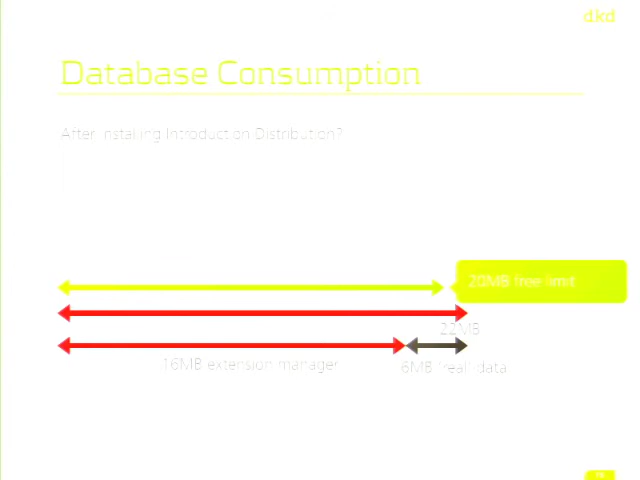 dkd
Database Consumption
After installing Introduction Distribution?
20MB free limit
22MB
16MB extension manager
6MB "real" data